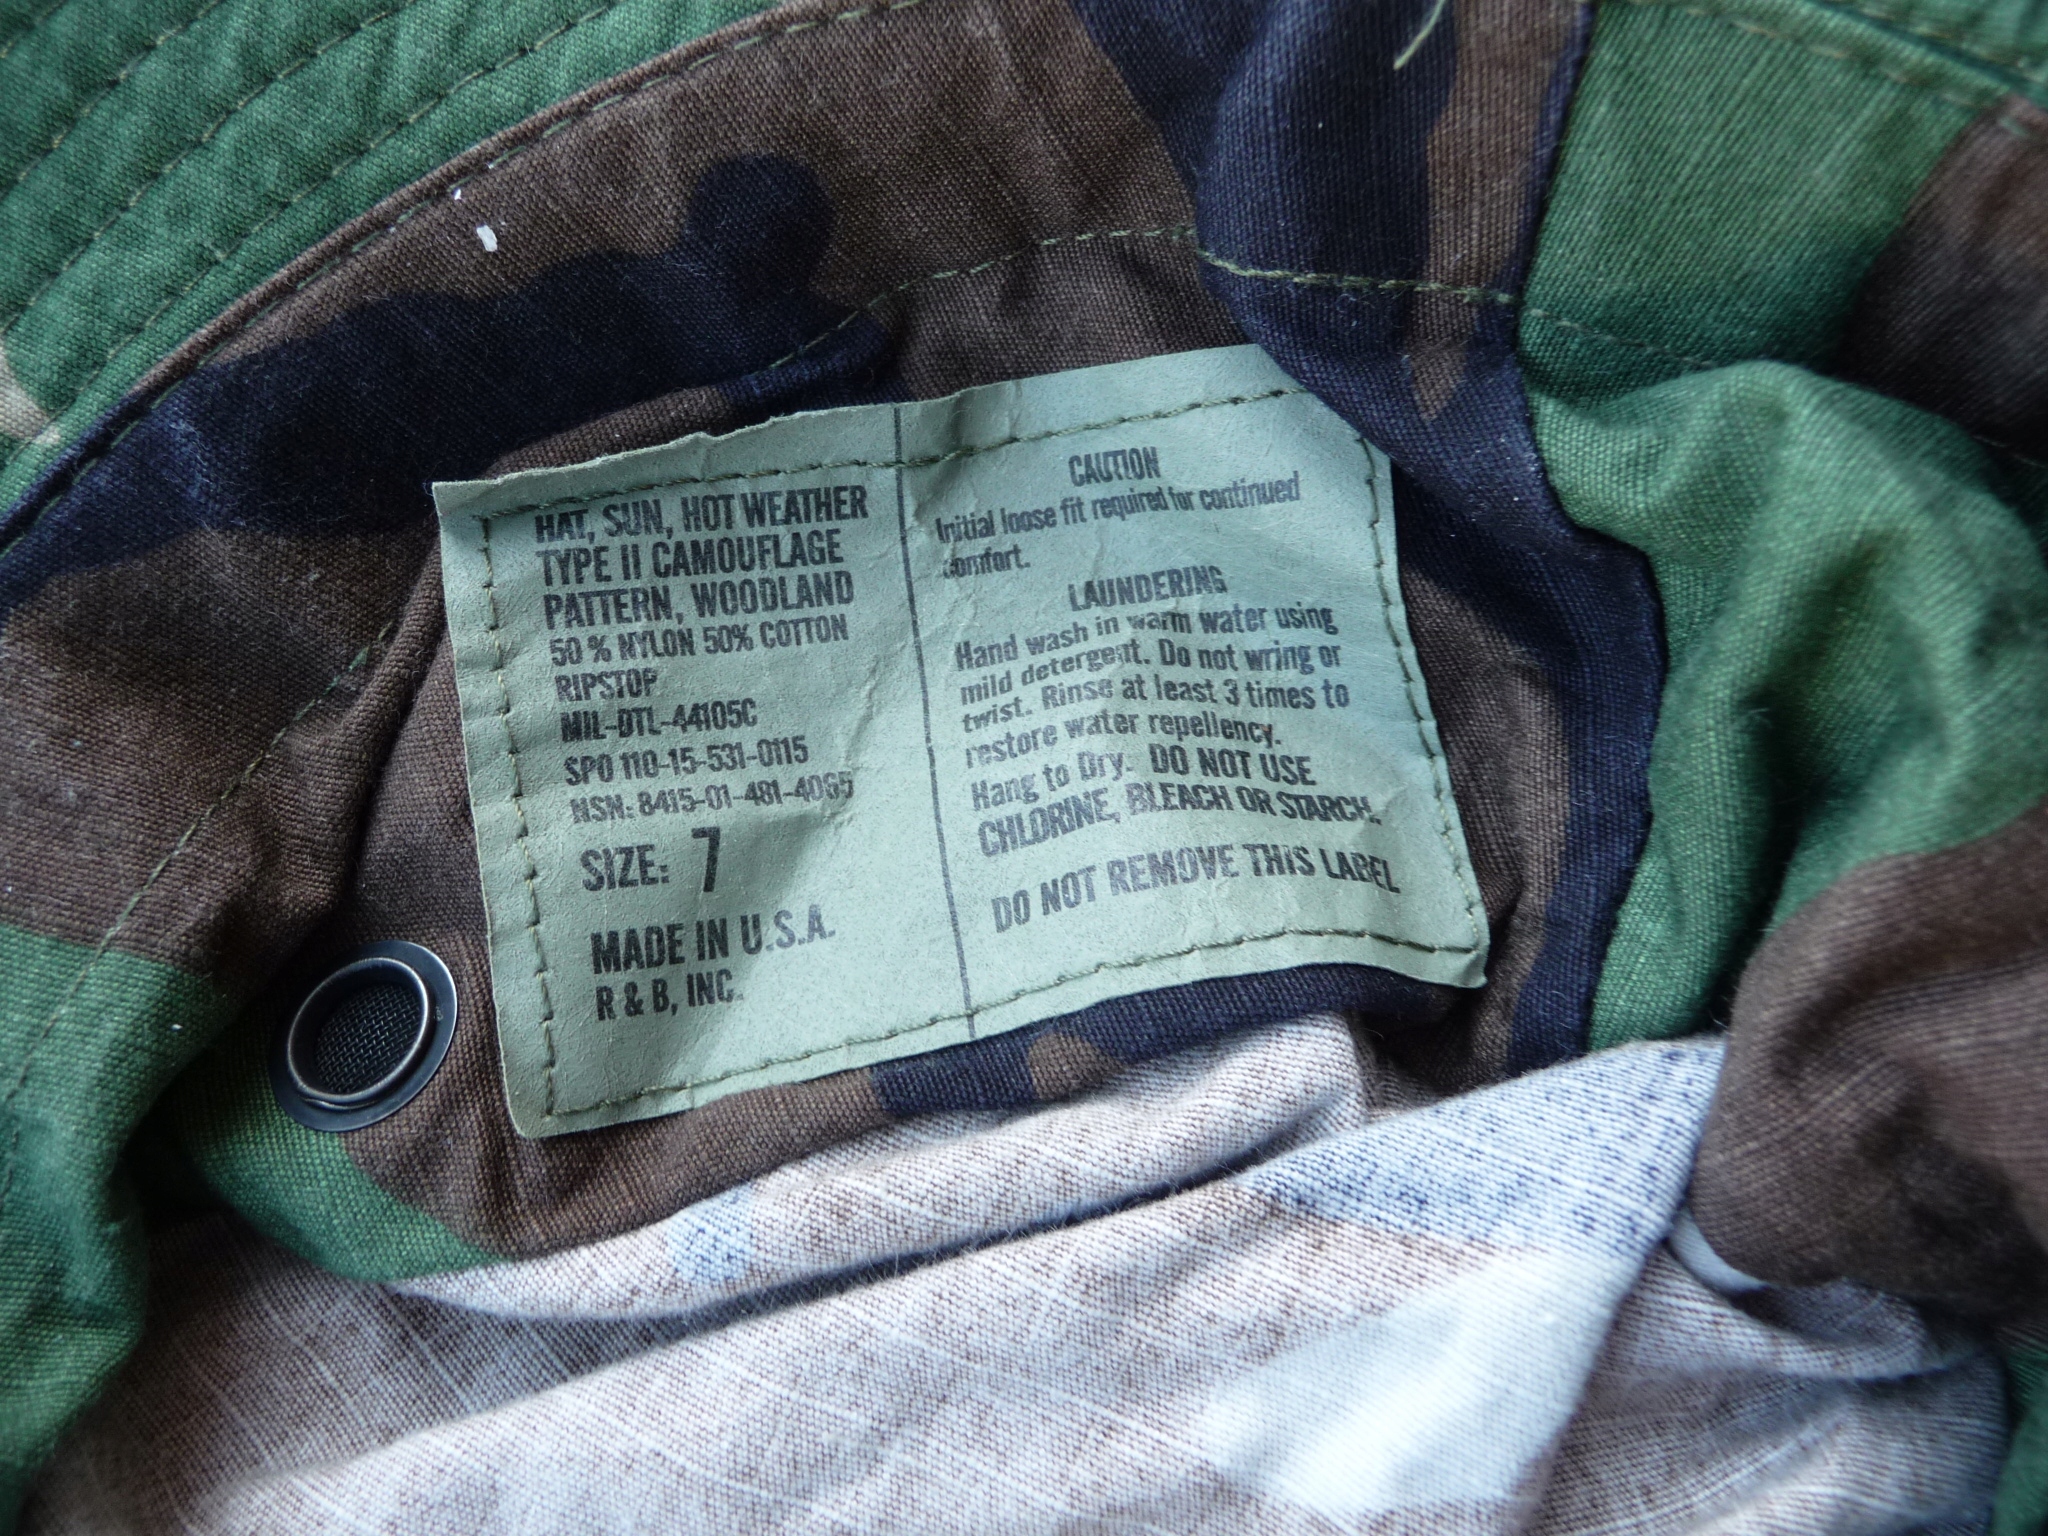 HAT, SUN, HOT WEATHER
TYPE II CAMOUFLAGE
PATTERN, WOODLAND
50 % NYLON 50% COTTON
RIPSTOP
MIL-DTL-44105C
SPO 110-15-531-0115
NSN: 8415-01-481-4065
SIZE: 7
MADE IN U.S.A.
R & B, INC.
CAUTION
Initial loose fit required for continued
comfort.
LAUNDERING
Hand wash in warm water using
mild detergent. Do not wring or
twist. Rinse at least 3 times to
restore water repellency.
Hang to Dry. DO NOT USE
CHLORINE, BLEACH OR STARCH.
DO NOT REMOVE THIS LABEL